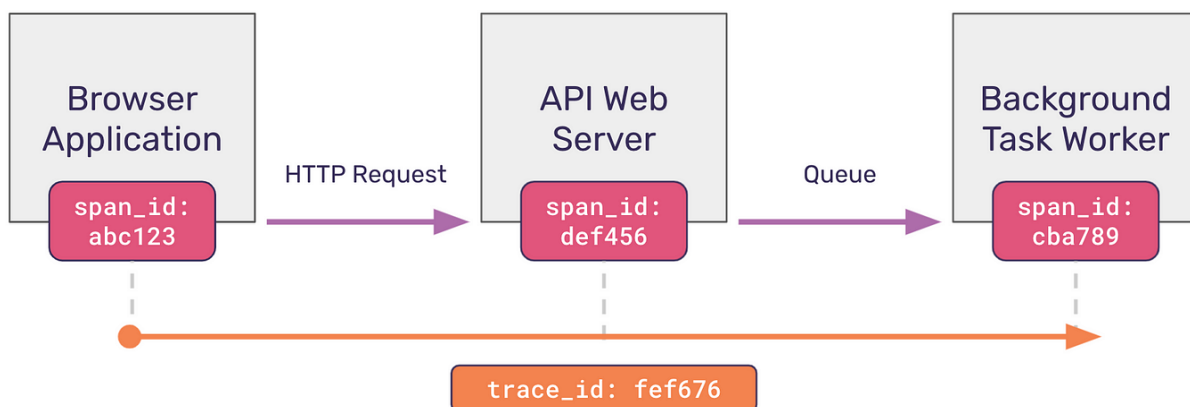 Browser
Application
HTTP Request
API Web
Server
Queue
Background
Task Worker
span_id:
abc123
span_id:
def456
span_id:
cba789
trace_id: fef676